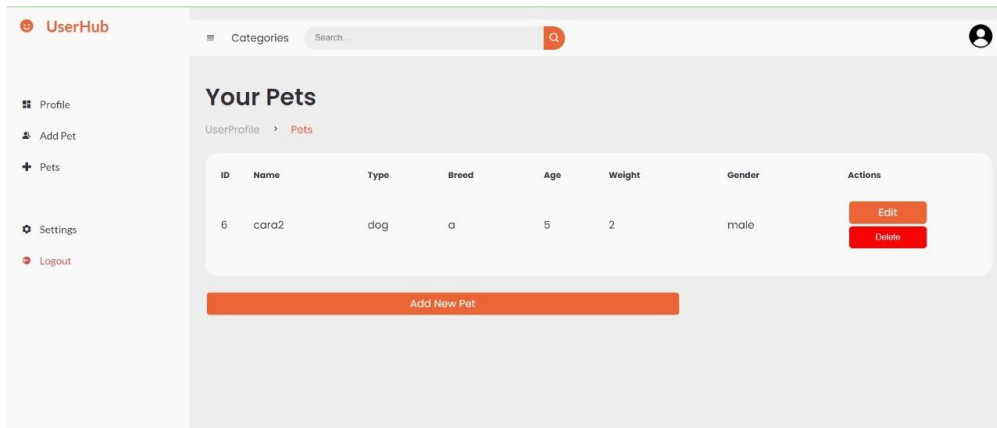 UserHub
Categories Search...
Profile
Add Pet
Pets
Settings
Logout
Your Pets
UserProfile > Pets
ID Name Type Breed Age Weight Gender Actions
6 cara2 dog a 5 2 male Edit
Delete
Add New Pet